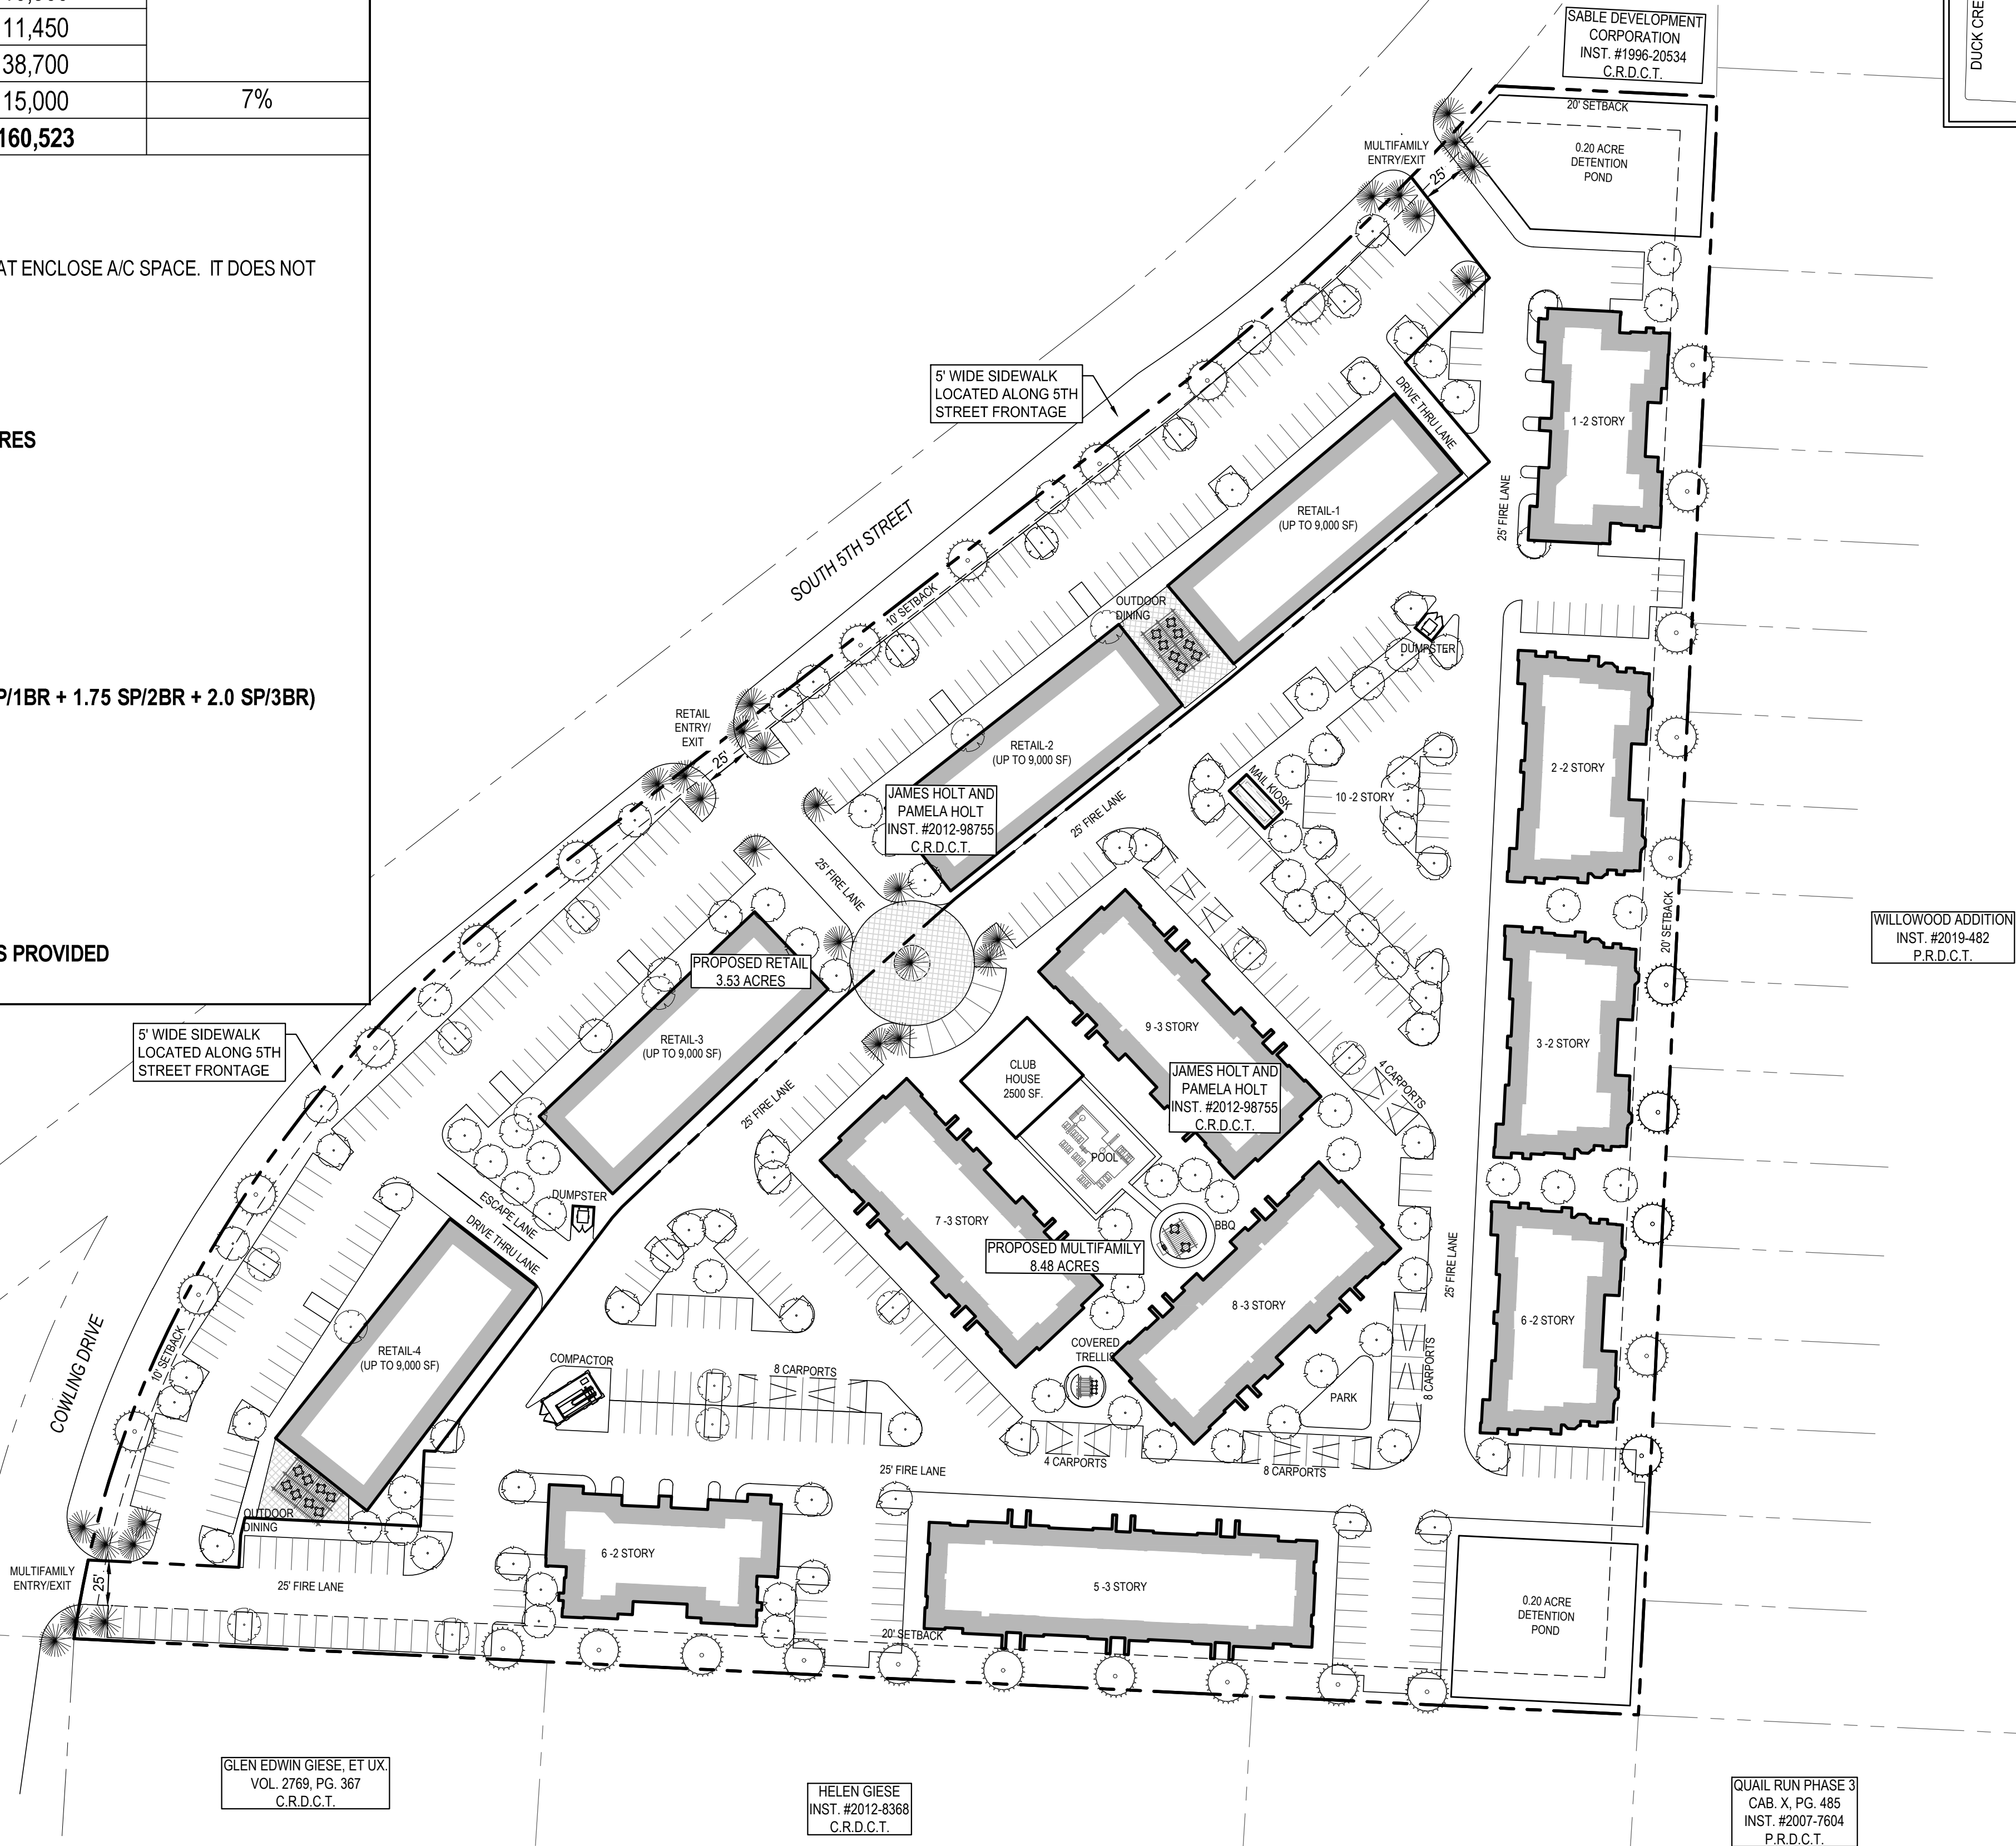 11,450
38,700
15,000 7%
160,523
AT ENCLOSE A/C SPACE. IT DOES NOT
RES
P/1BR + 1.75 SP/2BR + 2.0 SP/3BR)
S PROVIDED
SABLE DEVELOPMENT
CORPORATION
INST. #1996-20534
C.R.D.C.T.
DUCK CRE
20' SETBACK
0.20 ACRE
DETENTION
POND
MULTIFAMILY
ENTRY/EXIT
25'
5' WIDE SIDEWALK
LOCATED ALONG 5TH
STREET FRONTAGE
DRIVE THRU LANE
1 -2 STORY
25' FIRE LANE
RETAIL-1
(UP TO 9,000 SF)
SOUTH 5TH STREET
10' SETBACK
OUTDOOR
DINING
DUMPSTER
RETAIL
ENTRY/
EXIT
25'
RETAIL-2
(UP TO 9,000 SF)
JAMES HOLT AND
PAMELA HOLT
INST. #2012-98755
C.R.D.C.T.
25' FIRE LANE
MAIL KIOSK
10 -2 STORY
2 -2 STORY
25' FIRE LANE
20' SETBACK
WILLOWOOD ADDITION
INST. #2019-482
P.R.D.C.T.
PROPOSED RETAIL
3.53 ACRES
RETAIL-3
(UP TO 9,000 SF)
5' WIDE SIDEWALK
LOCATED ALONG 5TH
STREET FRONTAGE
9 -3 STORY
3 -2 STORY
CLUB
HOUSE
2500 SF.
JAMES HOLT AND
PAMELA HOLT
INST. #2012-98755
C.R.D.C.T.
4 CARPORTS
25' FIRE LANE
POOL
ESCAPE LANE
DUMPSTER
DRIVE THRU LANE
7 -3 STORY
BBQ
PROPOSED MULTIFAMILY
8.48 ACRES
25' FIRE LANE
8 -3 STORY
6 -2 STORY
COWLING DRIVE
10' SETBACK
RETAIL-4
(UP TO 9,000 SF)
COMPACTOR
8 CARPORTS
COVERED
TRELLIS
PARK
8 CARPORTS
4 CARPORTS
8 CARPORTS
25' FIRE LANE
OUTDOOR
DINING
MULTIFAMILY
ENTRY/EXIT
25'
25' FIRE LANE
6 -2 STORY
5 -3 STORY
20' SETBACK
0.20 ACRE
DETENTION
POND
GLEN EDWIN GIESE, ET UX.
VOL. 2769, PG. 367
C.R.D.C.T.
HELEN GIESE
INST. #2012-8368
C.R.D.C.T.
QUAIL RUN PHASE 3
CAB. X, PG. 485
INST. #2007-7604
P.R.D.C.T.